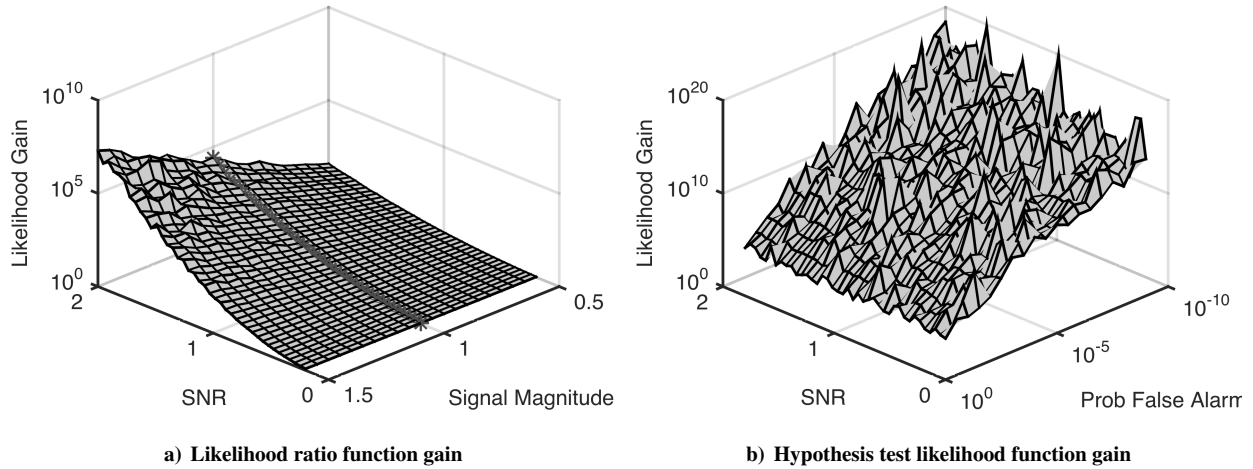 10^10
10^5
10^0
Likelihood Gain
2
1
0
SNR
1.5
1
0.5
Signal Magnitude
a) Likelihood ratio function gain
10^20
10^10
10^0
Likelihood Gain
2
1
0
SNR
10^0
10^-5
10^-10
Prob False Alarm
b) Hypothesis test likelihood function gain